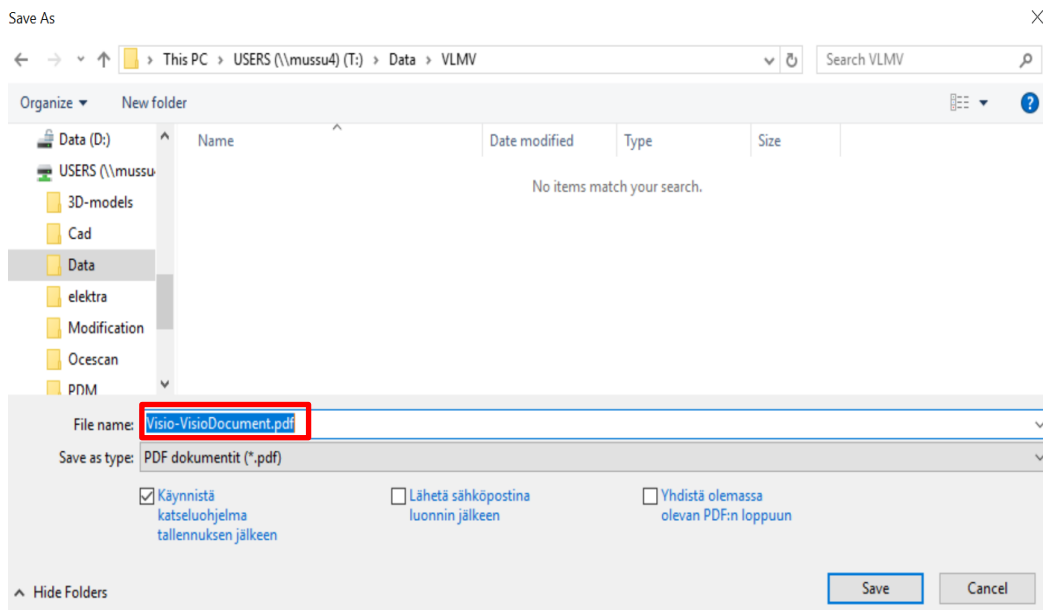 Save As
This PC > USERS (\\mussu4) (T:) > Data > VLMV
Search VLMV
Organize
New folder
Data (D:)
Name
Date modified
Type
Size
USERS (\\mussu
No items match your search.
3D-models
Cad
Data
elektra
Modification
Ocescan
PDM
File name: Visio-VisioDocument.pdf
Save as type: PDF dokumentit (*.pdf)
Käynnistä
katseluohjelma
tallennuksen jälkeen
Lähetä sähköpostina
luonnin jälkeen
Yhdistä olemassa
olevan PDF:n loppuun
Hide Folders
Save
Cancel